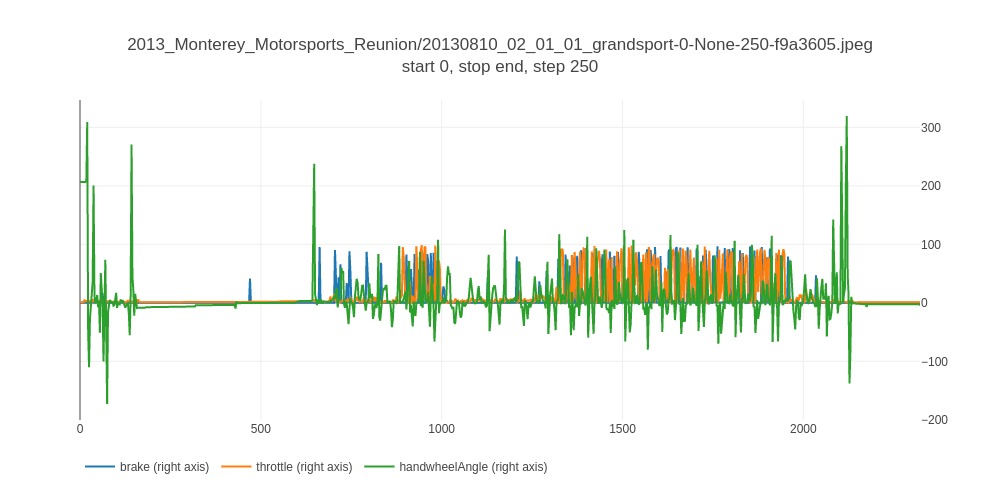 2013_Monterey_Motorsports_Reunion/20130810_02_01_01_grandsport-0-None-250-f9a3605.jpeg
start 0, stop end, step 250
300
200
100
0
−100
−200
0 500 1000 1500 2000
brake (right axis) throttle (right axis) handwheelAngle (right axis)